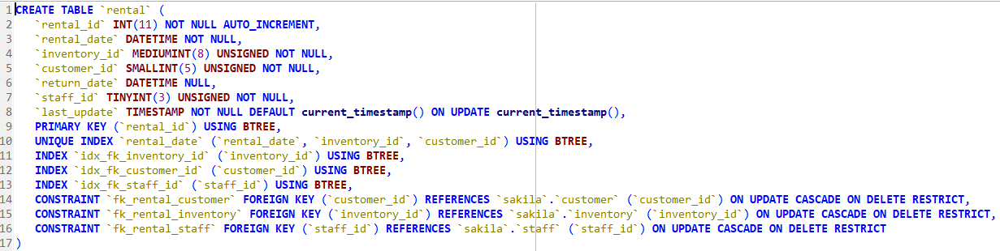 1 CREATE TABLE `rental` (
2 `rental_id` INT(11) NOT NULL AUTO_INCREMENT,
3 `rental_date` DATETIME NOT NULL,
4 `inventory_id` MEDIUMINT(8) UNSIGNED NOT NULL,
5 `customer_id` SMALLINT(5) UNSIGNED NOT NULL,
6 `return_date` DATETIME NULL,
7 `staff_id` TINYINT(3) UNSIGNED NOT NULL,
8 `last_update` TIMESTAMP NOT NULL DEFAULT current_timestamp() ON UPDATE current_timestamp(),
9 PRIMARY KEY (`rental_id`) USING BTREE,
10 UNIQUE INDEX `rental_date` (`rental_date`, `inventory_id`, `customer_id`) USING BTREE,
11 INDEX `idx_fk_inventory_id` (`inventory_id`) USING BTREE,
12 INDEX `idx_fk_customer_id` (`customer_id`) USING BTREE,
13 INDEX `idx_fk_staff_id` (`staff_id`) USING BTREE,
14 CONSTRAINT `fk_rental_customer` FOREIGN KEY (`customer_id`) REFERENCES `sakila`.`customer` (`customer_id`) ON UPDATE CASCADE ON DELETE RESTRICT,
15 CONSTRAINT `fk_rental_inventory` FOREIGN KEY (`inventory_id`) REFERENCES `sakila`.`inventory` (`inventory_id`) ON UPDATE CASCADE ON DELETE RESTRICT,
16 CONSTRAINT `fk_rental_staff` FOREIGN KEY (`staff_id`) REFERENCES `sakila`.`staff` (`staff_id`) ON UPDATE CASCADE ON DELETE RESTRICT
17 )